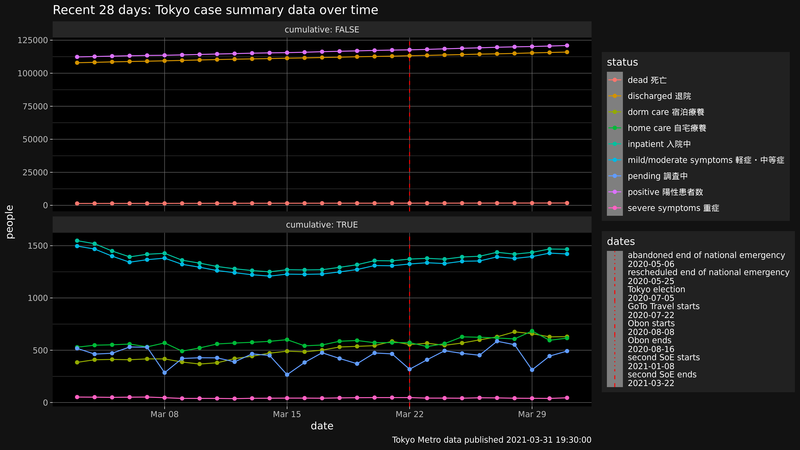 Recent 28 days: Tokyo case summary data over time
cumulative: FALSE
125000
100000
75000
50000
25000
0
cumulative: TRUE
1500
1000
500
0
people
Mar 08
Mar 15
Mar 22
Mar 29
date
Tokyo Metro data published 2021-03-31 19:30:00
status
dead 死亡
discharged 退院
dorm care 宿泊療養
home care 自宅療養
inpatient 入院中
mild/moderate symptoms 軽症・中等症
pending 調査中
positive 陽性患者数
severe symptoms 重症
dates
abandoned end of national emergency
2020-05-06
rescheduled end of national emergency
2020-05-25
Tokyo election
2020-07-05
GoTo Travel starts
2020-07-22
Obon starts
2020-08-08
Obon ends
2020-08-16
second SoE starts
2021-01-08
second SoE ends
2021-03-22